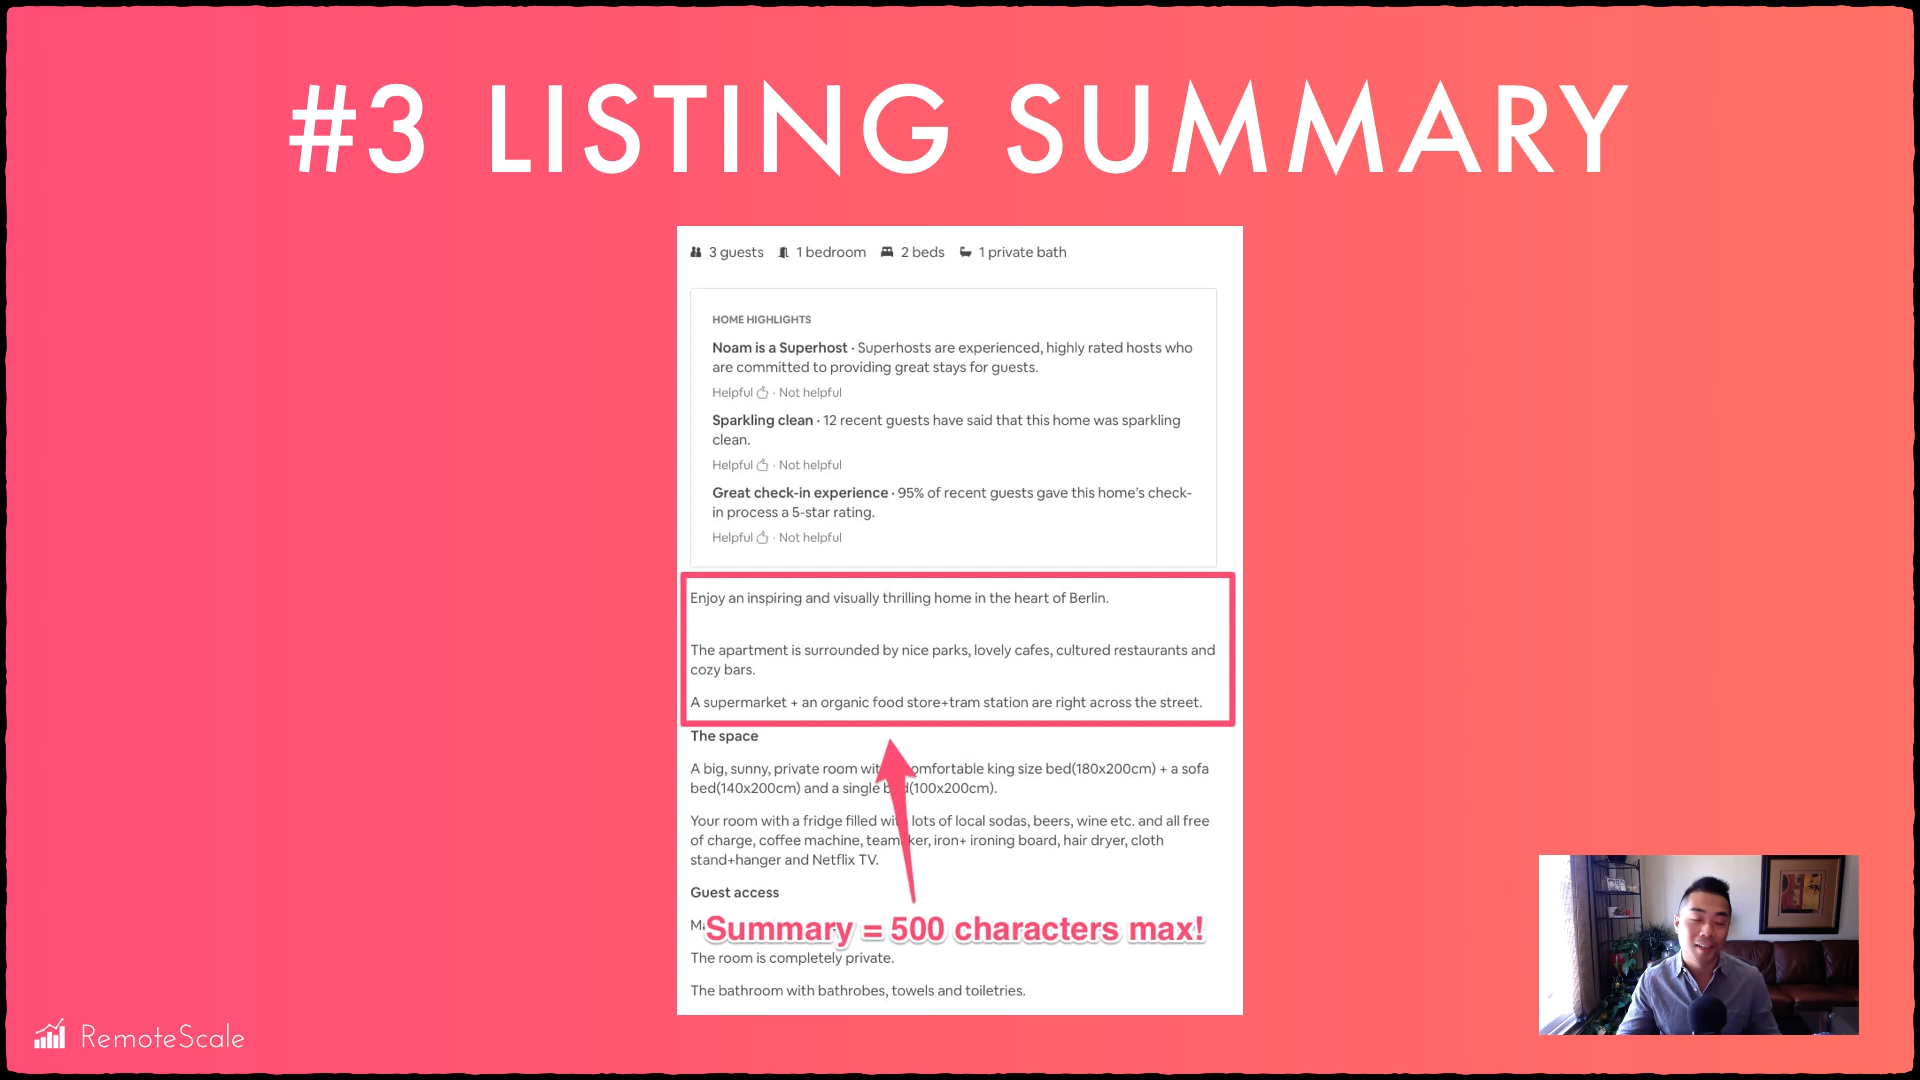 #3 LISTING SUMMARY
3 guests 1 bedroom 2 beds 1 private bath
HOME HIGHLIGHTS
Noam is a Superhost · Superhosts are experienced, highly rated hosts who
are committed to providing great stays for guests.
Helpful · Not helpful
Sparkling clean · 12 recent guests have said that this home was sparkling
clean.
Helpful · Not helpful
Great check-in experience · 95% of recent guests gave this home's check-
in process a 5-star rating.
Helpful · Not helpful
Enjoy an inspiring and visually thrilling home in the heart of Berlin.
The apartment is surrounded by nice parks, lovely cafes, cultured restaurants and
cozy bars.
A supermarket + an organic food store+tram station are right across the street.
The space
A big, sunny, private room comfortable king size bed(180x200cm) + a sofa
bed(140x200cm) and a single bed(100x200cm).
Your room with a fridge filled with lots of local sodas, beers, wine etc. and all free
of charge, coffee machine, iron+ ironing board, hair dryer, cloth
stand+hanger and Netflix TV.
Guest access
Summary = 500 characters max!
The room is completely private.
The bathroom with bathrobes, towels and toiletries.
RemoteScale